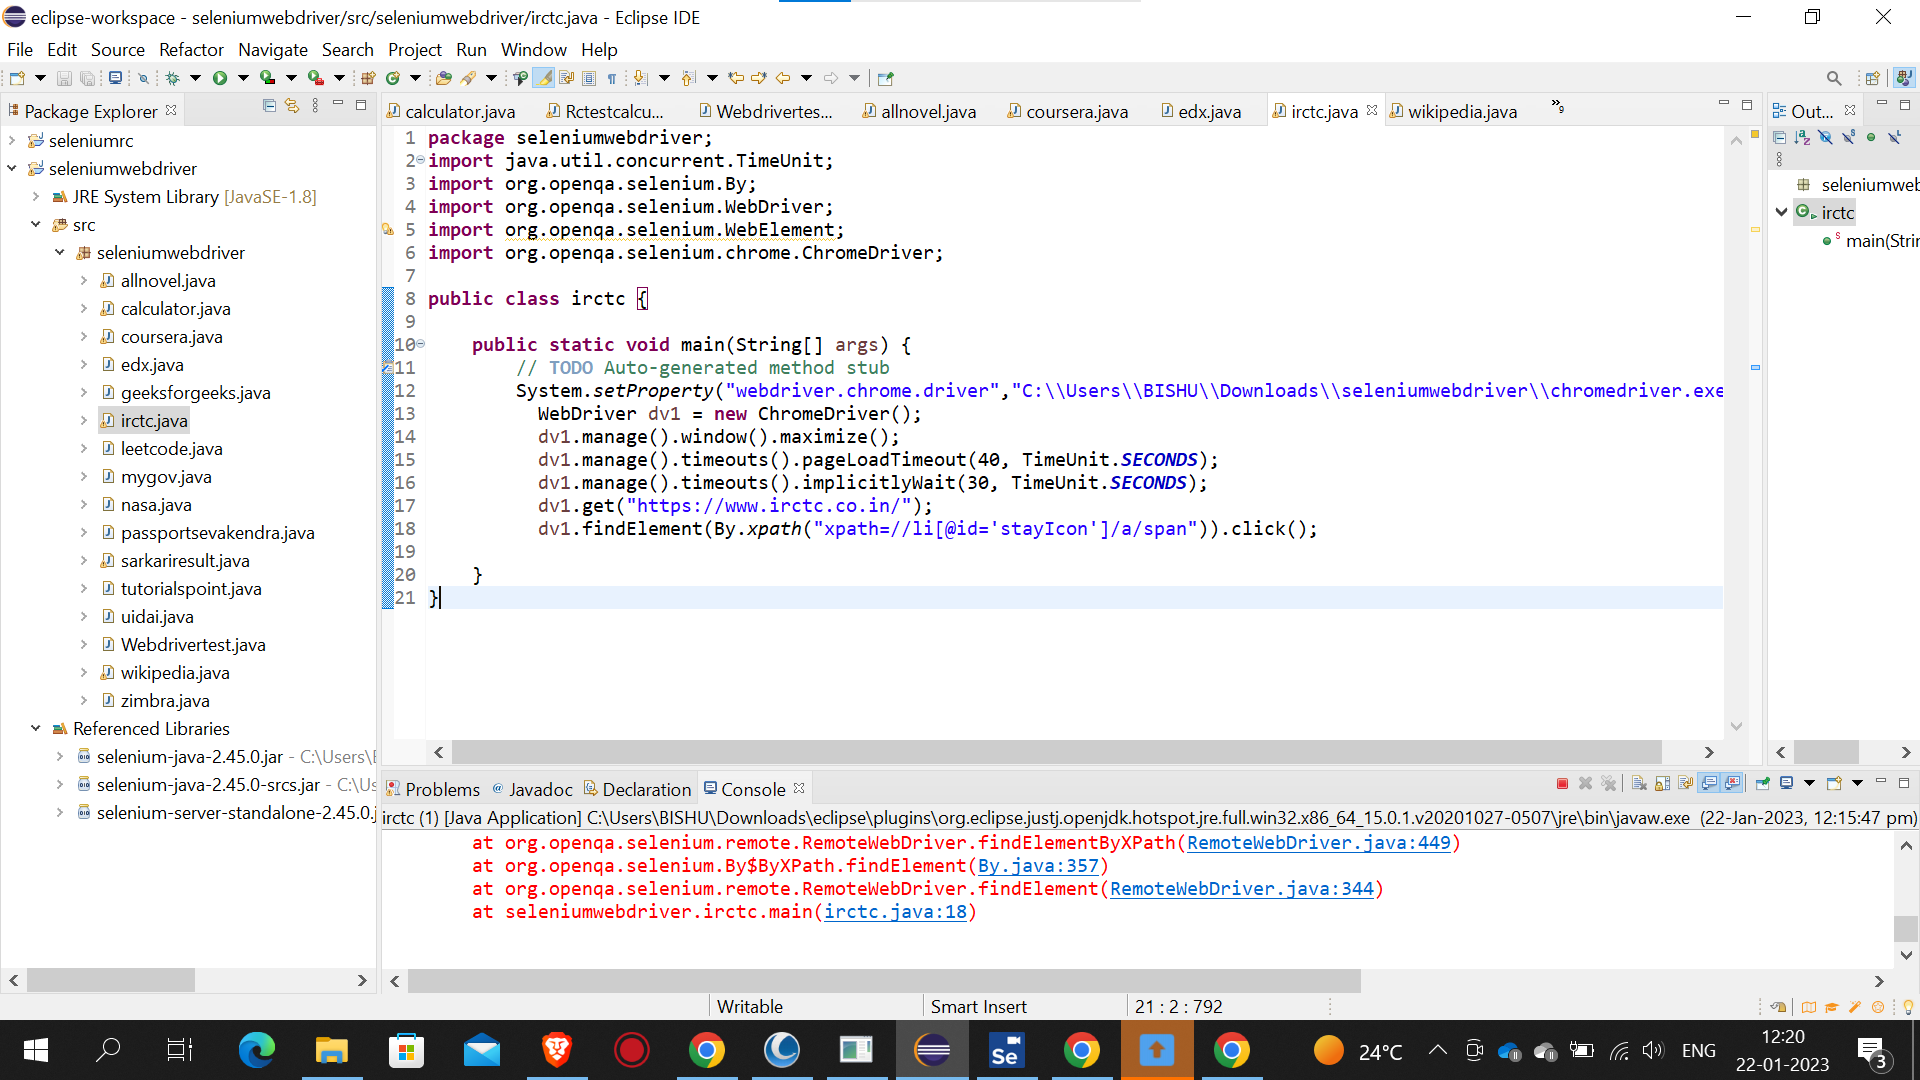 eclipse-workspace - seleniumwebdriver/src/seleniumwebdriver/irctc.java - Eclipse IDE
File Edit Source Refactor Navigate Search Project Run Window Help
Package Explorer
seleniumrc
seleniumwebdriver
JRE System Library [JavaSE-1.8]
src
seleniumwebdriver
allnovel.java
calculator.java
coursera.java
edx.java
geeksforgeeks.java
irctc.java
leetcode.java
mygov.java
nasa.java
passportsevakendra.java
sarkariresult.java
tutorialspoint.java
uidai.java
Webdrivertest.java
wikipedia.java
zimbra.java
Referenced Libraries
selenium-java-2.45.0.jar - C:\Users\
selenium-java-2.45.0-srcs.jar - C:\Us
selenium-server-standalone-2.45.0.j
calculator.java Rctestcalcu... Webdrivertes... allnovel.java coursera.java edx.java irctc.java wikipedia.java »9
1 package seleniumwebdriver;
2 import java.util.concurrent.TimeUnit;
3 import org.openqa.selenium.By;
4 import org.openqa.selenium.WebDriver;
5 import org.openqa.selenium.WebElement;
6 import org.openqa.selenium.chrome.ChromeDriver;
7
8 public class irctc {
9
10 public static void main(String[] args) {
11 // TODO Auto-generated method stub
12 System.setProperty("webdriver.chrome.driver","C:\\Users\\BISHU\\Downloads\\seleniumwebdriver\\chromedriver.exe
13 WebDriver dv1 = new ChromeDriver();
14 dv1.manage().window().maximize();
15 dv1.manage().timeouts().pageLoadTimeout(40, TimeUnit.SECONDS);
16 dv1.manage().timeouts().implicitlyWait(30, TimeUnit.SECONDS);
17 dv1.get("https://www.irctc.co.in/");
18 dv1.findElement(By.xpath("xpath=//li[@id='stayIcon']/a/span")).click();
19
20 }
21 }
Out...
seleniumweb
irctc
main(Strin
Problems Javadoc Declaration Console
irctc (1) [Java Application] C:\Users\BISHU\Downloads\eclipse\plugins\org.eclipse.justj.openjdk.hotspot.jre.full.win32.x86_64_15.0.1.v20201027-0507\jre\bin\javaw.exe (22-Jan-2023, 12:15:47 pm)
at org.openqa.selenium.remote.RemoteWebDriver.findElementByXPath(RemoteWebDriver.java:449)
at org.openqa.selenium.By$ByXPath.findElement(By.java:357)
at org.openqa.selenium.remote.RemoteWebDriver.findElement(RemoteWebDriver.java:344)
at seleniumwebdriver.irctc.main(irctc.java:18)
Writable Smart Insert 21 : 2 : 792
Se
24°C
ENG
12:20
22-01-2023
3